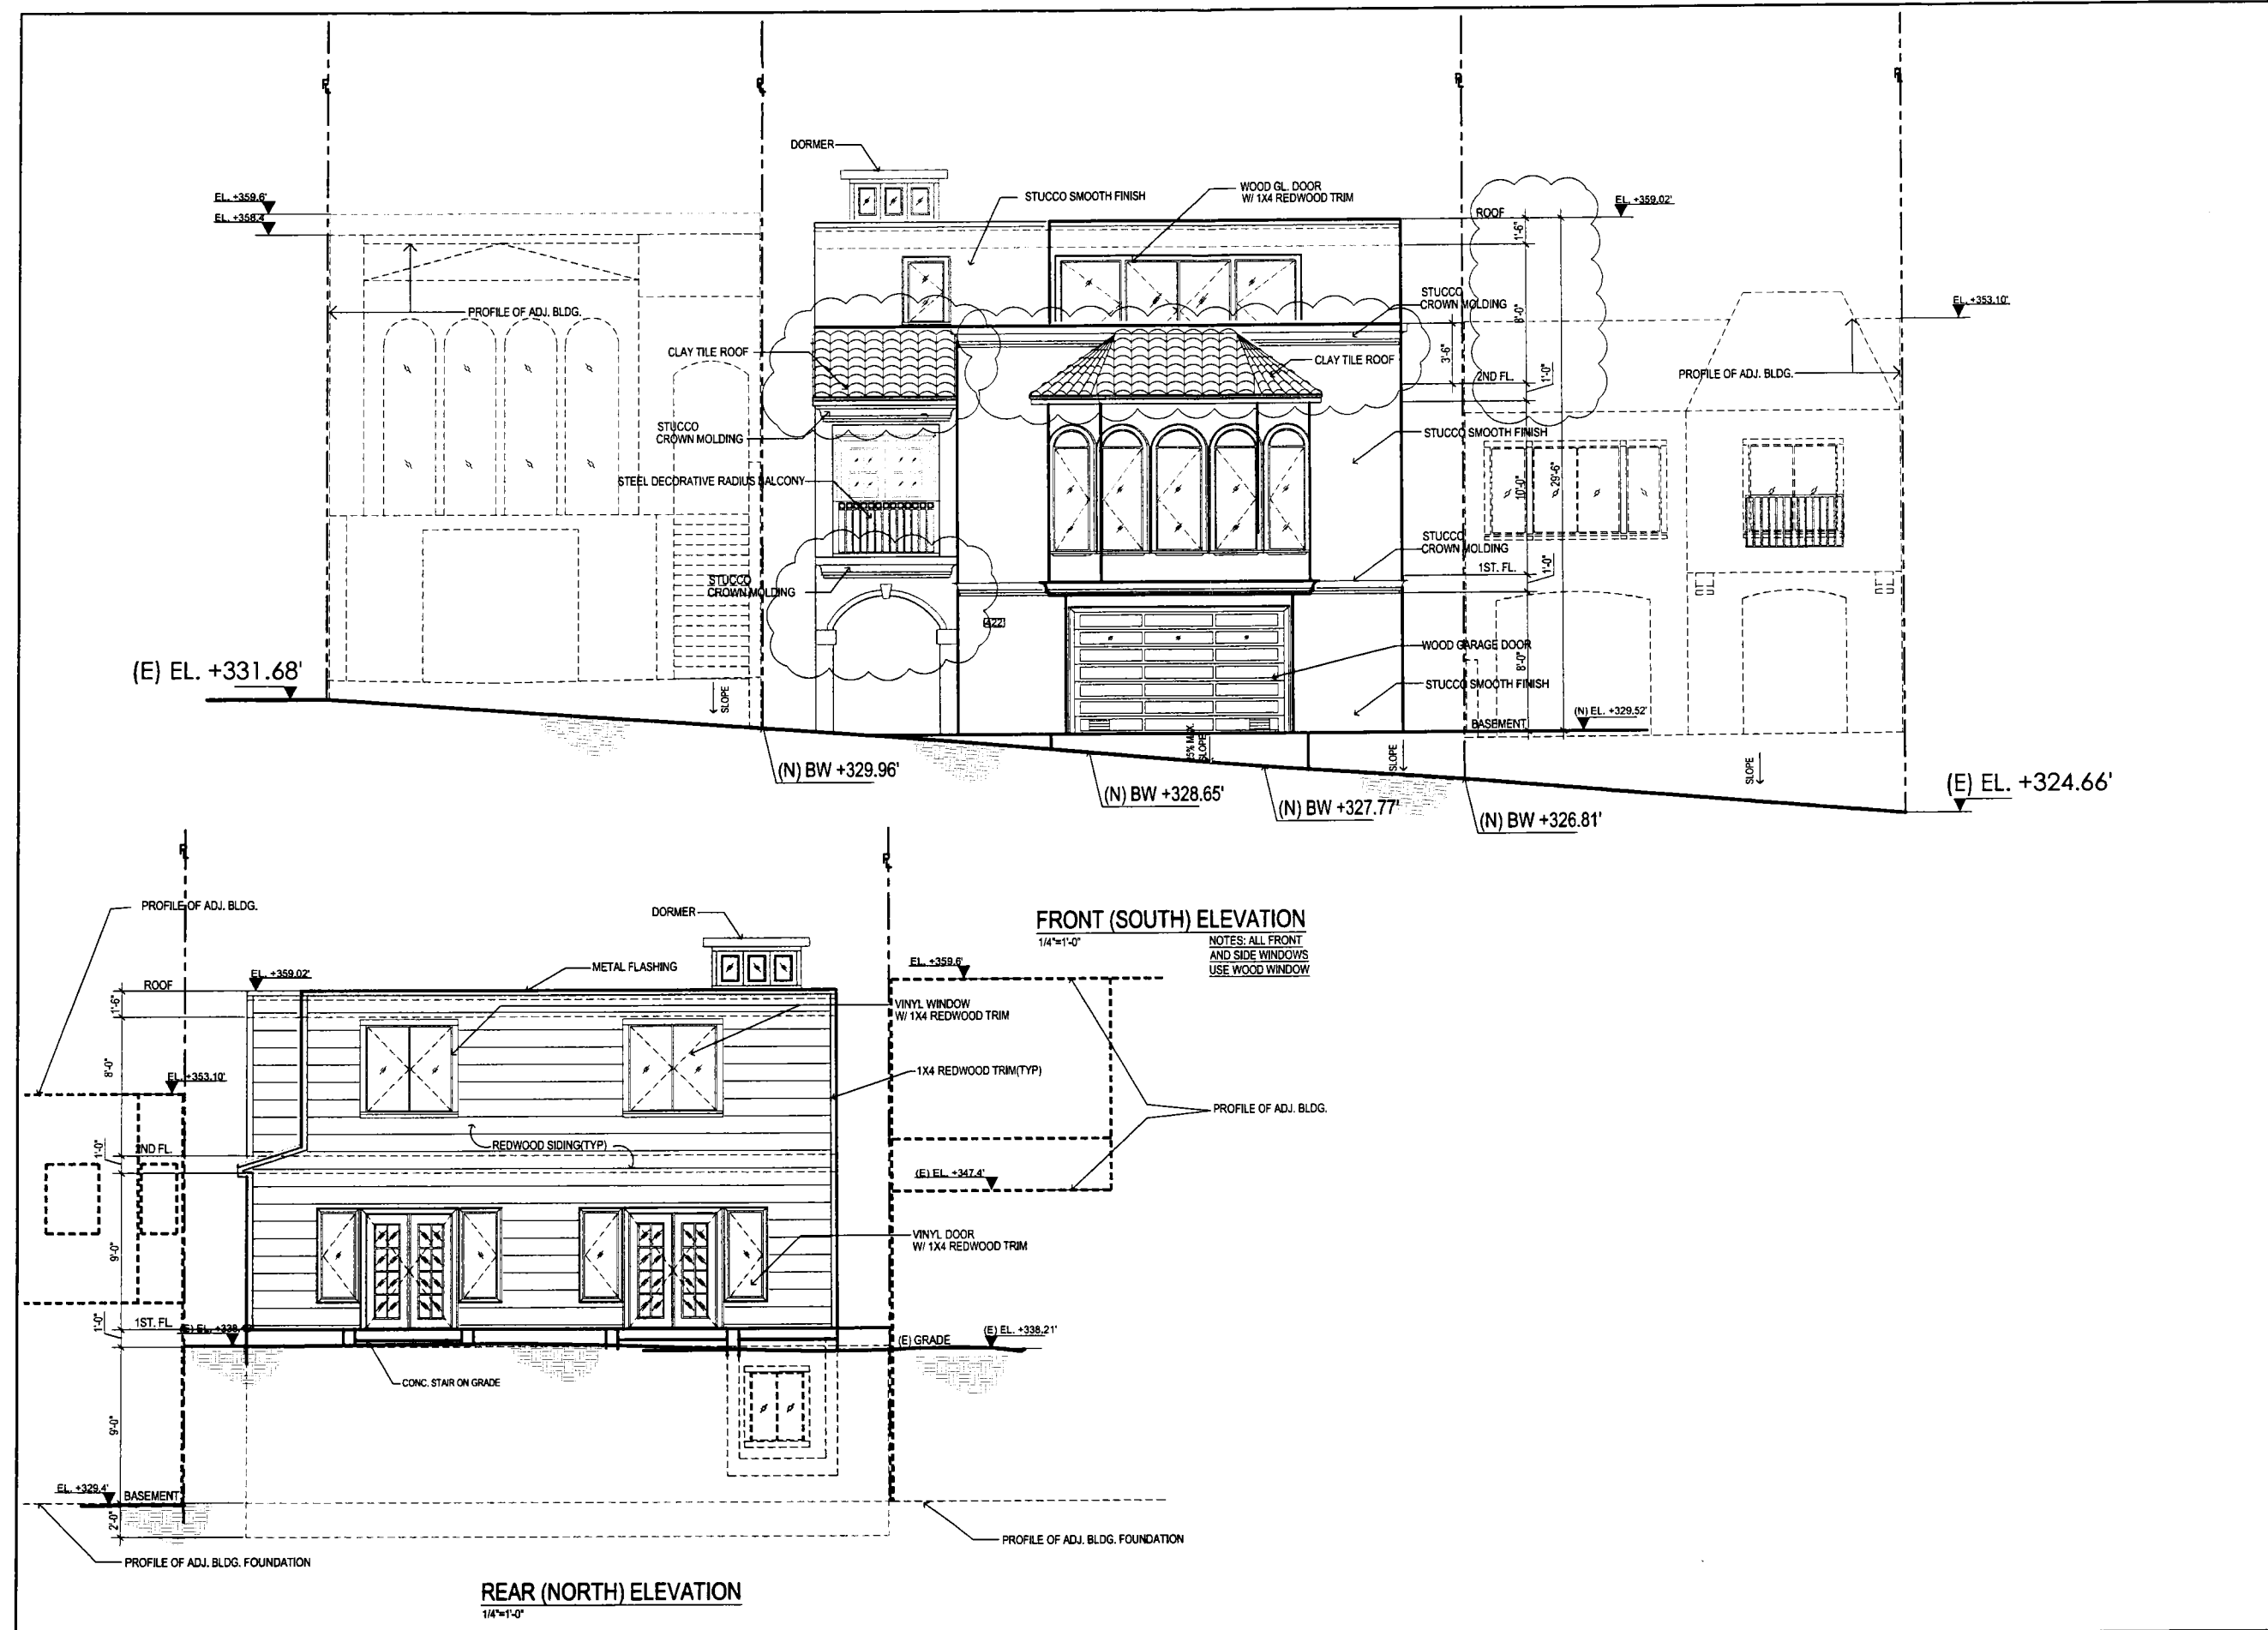 DORMER
EL. +359.6'
EL. +358.4'
STUCCO SMOOTH FINISH
WOOD GL. DOOR
W/ 1X4 REDWOOD TRIM
ROOF
EL. +359.02'
1'-6"
PROFILE OF ADJ. BLDG.
STUCCO
CROWN MOLDING
8'-0"
EL. +353.10'
CLAY TILE ROOF
CLAY TILE ROOF
3'-6"
2ND FL.
1'-0"
PROFILE OF ADJ. BLDG.
STUCCO
CROWN MOLDING
STUCCO SMOOTH FINISH
STEEL DECORATIVE RADIUS BALCONY
10'-0"
29'-6"
STUCCO
CROWN MOLDING
STUCCO
CROWN MOLDING
1ST. FL.
1'-0"
422
WOOD GARAGE DOOR
8'-0"
(E) EL. +331.68'
SLOPE
STUCCO SMOOTH FINISH
(N) EL. +329.52'
BASEMENT
SLOPE
SLOPE
SLOPE
(N) BW +329.96'
(N) BW +328.65'
(N) BW +327.77'
(N) BW +326.81'
(E) EL. +324.66'
FRONT (SOUTH) ELEVATION
1/4"=1'-0"
NOTES: ALL FRONT
AND SIDE WINDOWS
USE WOOD WINDOW
PROFILE OF ADJ. BLDG.
DORMER
METAL FLASHING
EL. +359.6'
ROOF
EL. +359.02'
1'-6"
VINYL WINDOW
W/ 1X4 REDWOOD TRIM
8'-0"
EL. +353.10'
1X4 REDWOOD TRIM(TYP)
PROFILE OF ADJ. BLDG.
1'-0"
2ND FL.
REDWOOD SIDING(TYP)
(E) EL. +347.4'
9'-0"
VINYL DOOR
W/ 1X4 REDWOOD TRIM
1'-0"
1ST. FL.
(E) EL. +338.
(E) GRADE
(E) EL. +338.21'
CONC. STAIR ON GRADE
9'-0"
EL. +329.4'
BASEMENT
2'-0"
PROFILE OF ADJ. BLDG. FOUNDATION
PROFILE OF ADJ. BLDG. FOUNDATION
REAR (NORTH) ELEVATION
1/4"=1'-0"